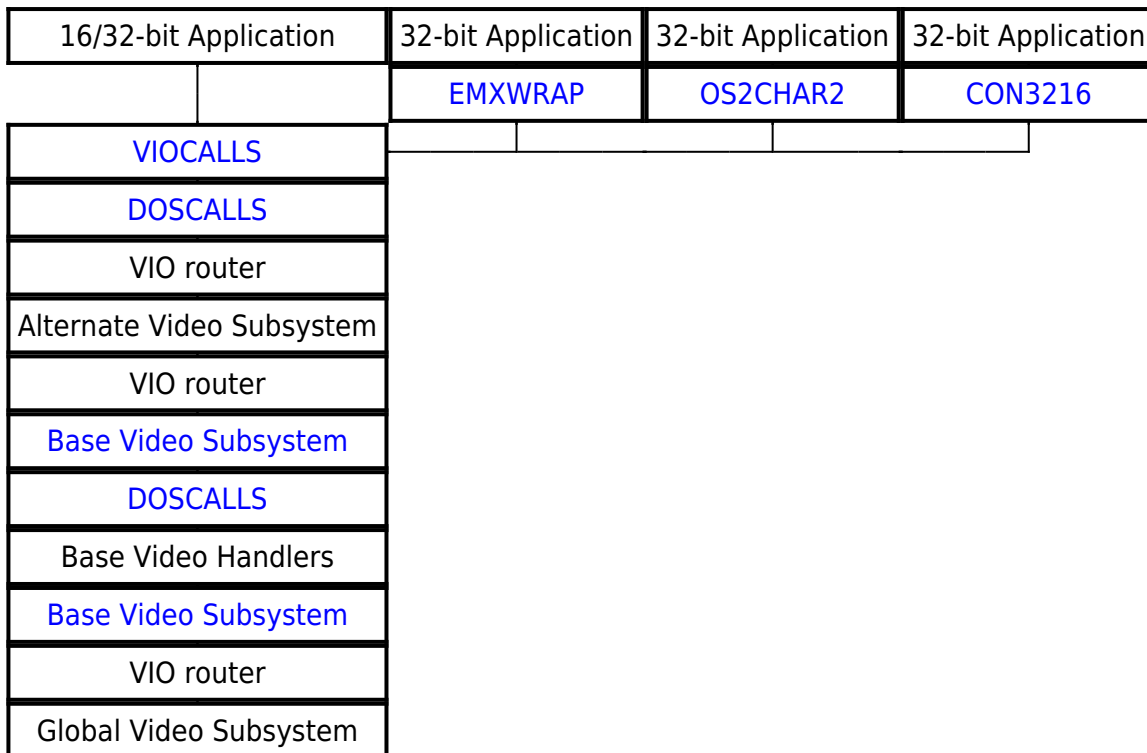 16/32-bit Application
32-bit Application
32-bit Application
32-bit Application
EMXWRAP
OS2CHAR2
CON3216
VIOCALLS
DOSCALLS
VIO router
Alternate Video Subsystem
VIO router
Base Video Subsystem
DOSCALLS
Base Video Handlers
Base Video Subsystem
VIO router
Global Video Subsystem